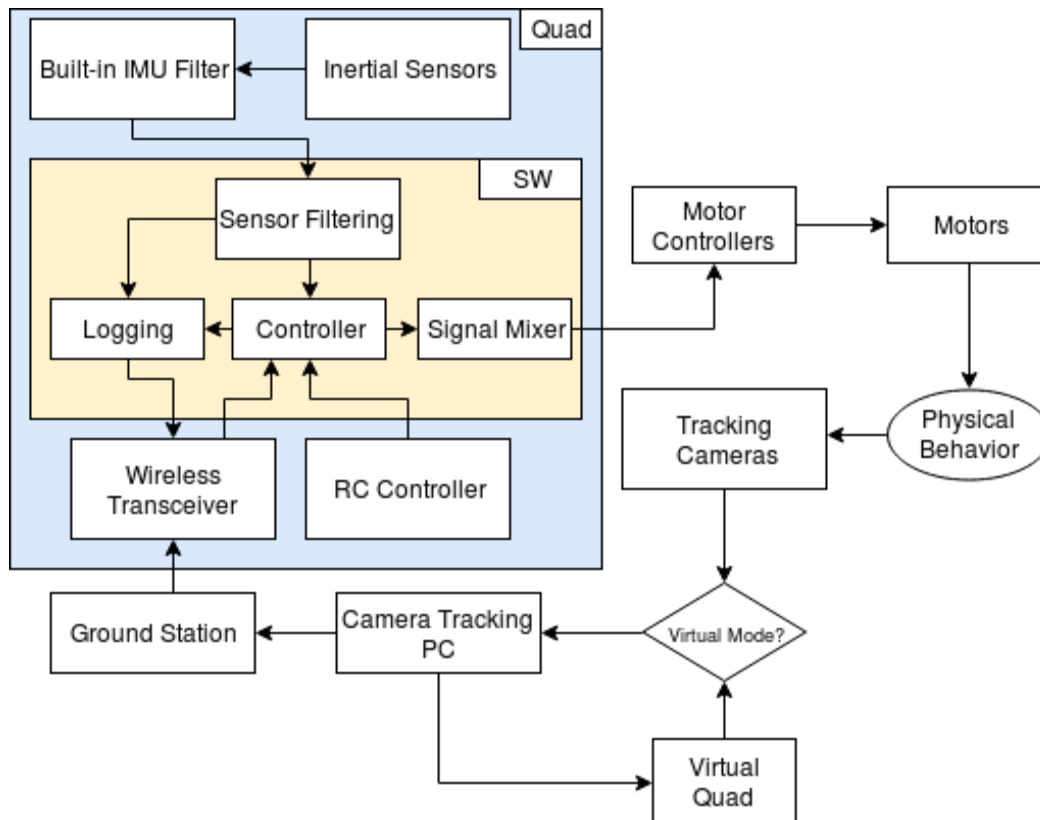 Quad
Built-in IMU Filter
Inertial Sensors
SW
Sensor Filtering
Motor
Controllers
Motors
Logging
Controller
Signal Mixer
Physical
Behavior
Tracking
Cameras
Wireless
Transceiver
RC Controller
Ground Station
Camera Tracking
PC
Virtual Mode?
Virtual
Quad